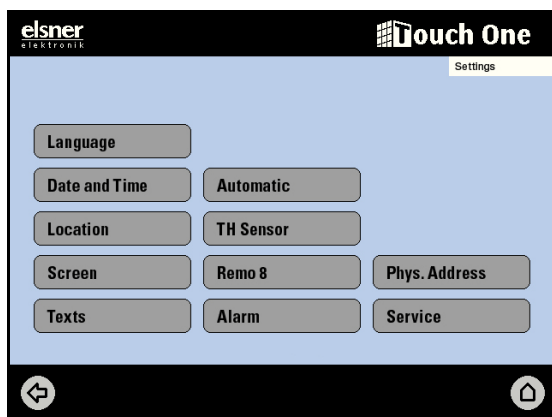 elsner
elektronik
Touch One
Settings
Language
Date and Time
Automatic
Location
TH Sensor
Screen
Remo 8
Phys. Address
Texts
Alarm
Service